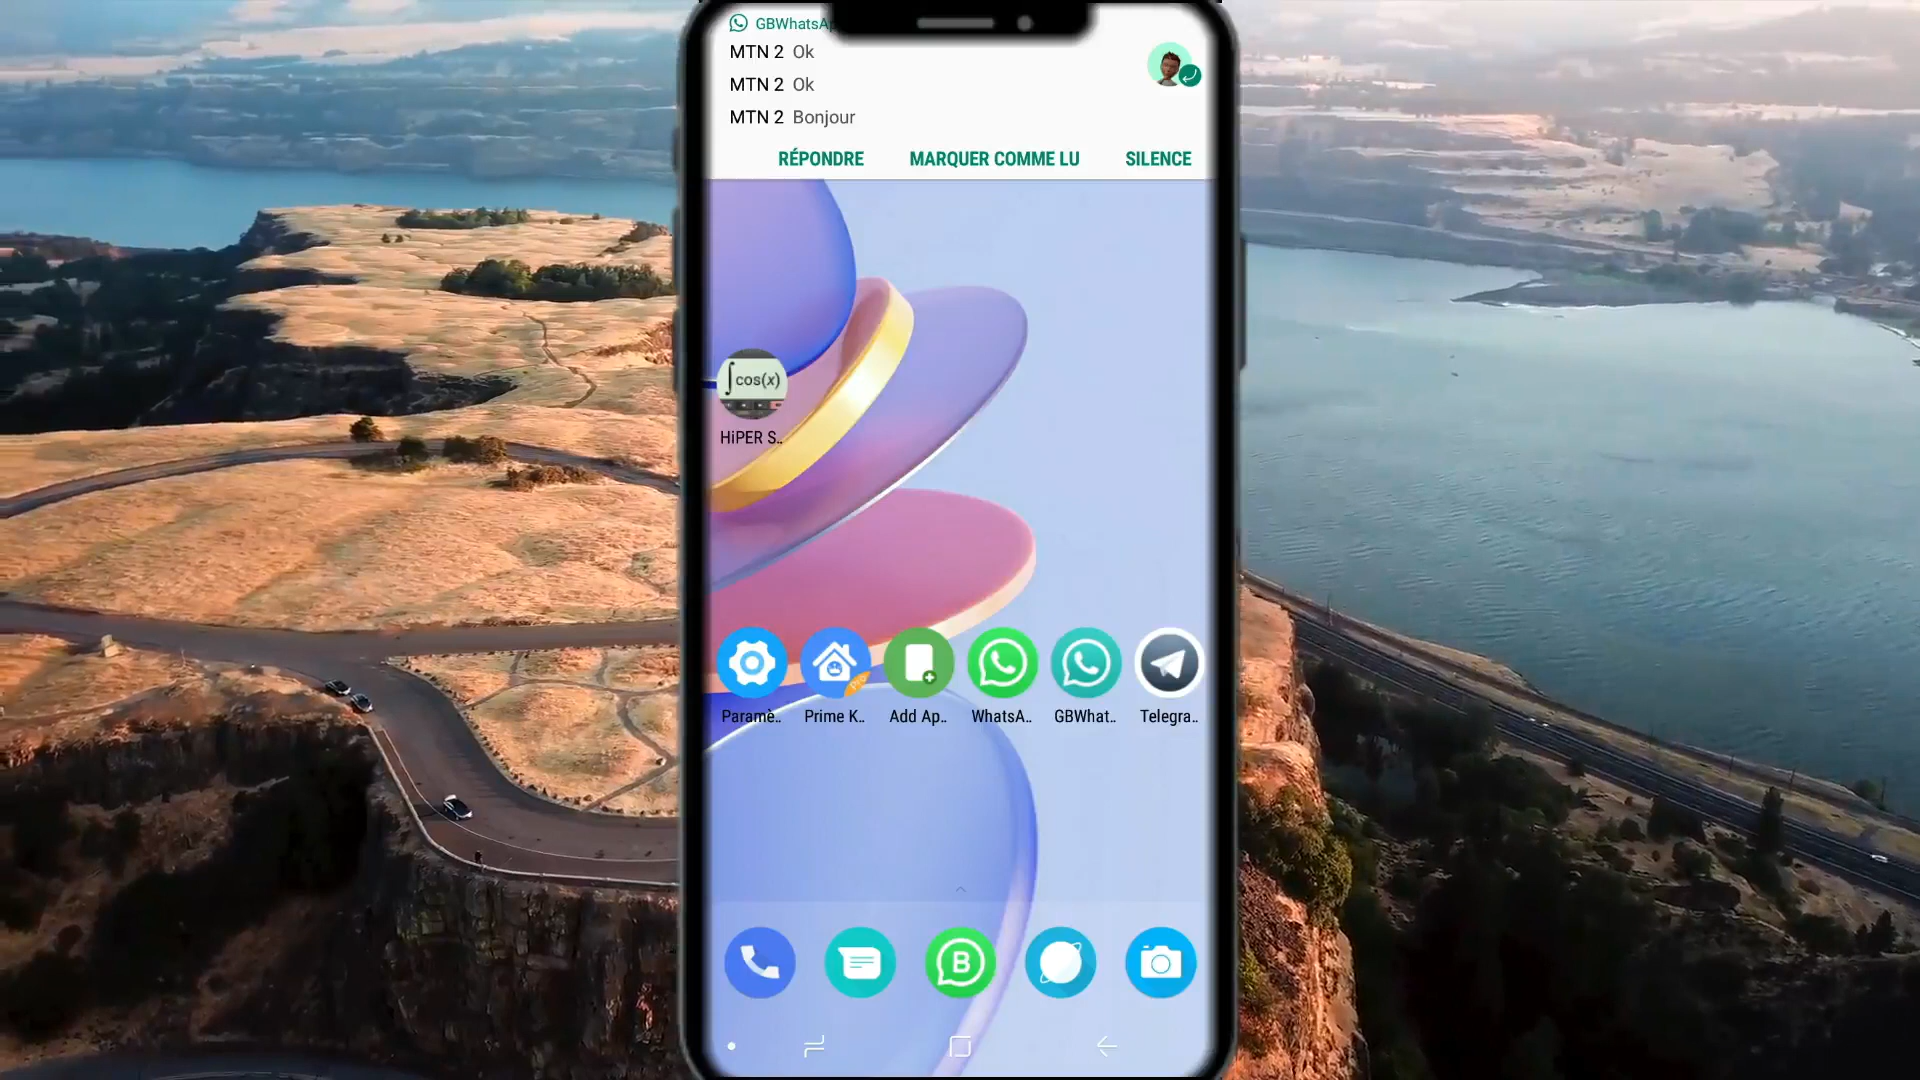 GBWhatsAp
MTN 2 Ok
MTN 2 Ok
MTN 2 Bonjour
RÉPONDRE MARQUER COMME LU SILENCE
∫cos(x)
HiPER S..
Pro
Paramè.. Prime K.. Add Ap.. WhatsA.. GBWhat.. Telegra..
B